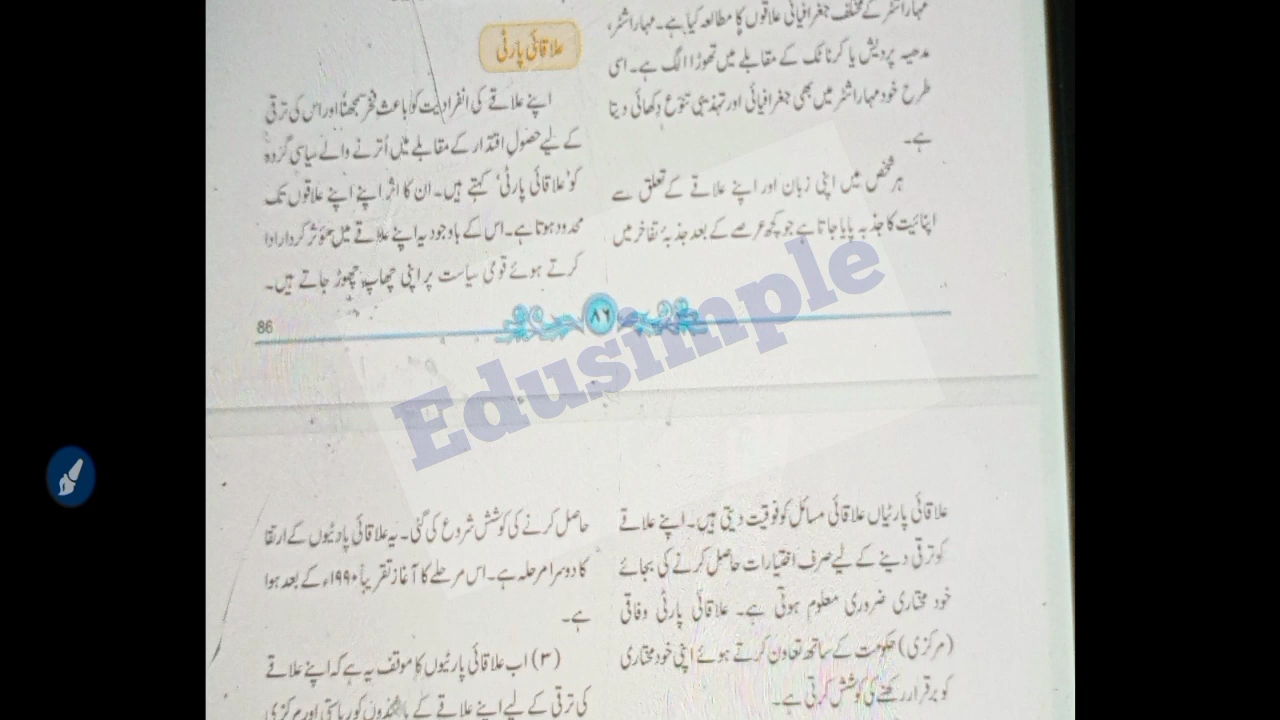 مہاراشٹر کے مختلف جغرافیائی علاقوں کا مطالعہ کیا ہے۔ مہاراشٹر،
مدھیہ پردیش یا کرناٹک کے مقابلے میں تھوڑا الگ ہے۔ اسی
طرح خود مہاراشٹر میں بھی جغرافیائی اور تہذیبی تنوع دِکھائی دیتا
ہے۔
ہر شخص میں اپنی زبان اور اپنے علاقے کے تعلق سے
اپنائیت کا جذبہ پایا جاتا ہے جو کچھ عرصے کے بعد جذبۂ تفاخر میں
علاقائی پارٹی
اپنے علاقے کی انفرادیت کو باعث فخر سمجھنا اور اس کی ترقی
کے لیے حصولِ اقتدار کے مقابلے میں اُترنے والے سیاسی گروہ
کو 'علاقائی پارٹی' کہتے ہیں۔ ان کا اثر اپنے اپنے علاقوں تک
محدود ہوتا ہے۔ اس کے باوجود یہ اپنے علاقے میں مؤثر کردار ادا
کرتے ہوئے قومی سیاست پر اپنی چھاپ چھوڑ جاتے ہیں۔
۸۶
86
Edusimple
علاقائی پارٹیاں علاقائی مسائل کو فوقیت دیتی ہیں۔ اپنے علاقے
کو ترقی دینے کے لیے صرف اختیارات حاصل کرنے کی بجائے
خود مختاری ضروری معلوم ہوتی ہے۔ علاقائی پارٹی وفاقی
(مرکزی) حکومت کے ساتھ تعاون کرتے ہوئے اپنی خود مختاری
کو برقرار رکھنے کی کوشش کرتی ہے۔
حاصل کرنے کی کوشش شروع کی گئی۔ یہ علاقائی پارٹیوں کے ارتقا
کا دوسرا مرحلہ ہے۔ اس مرحلے کا آغاز تقریباً ۱۹۹۰ء کے بعد ہوا
ہے۔
(۳) اب علاقائی پارٹیوں کا موقف یہ ہے کہ اپنے علاقے
کی ترقی کے لیے اپنے علاقے کے باشندوں کو ریاستی اور مرکزی